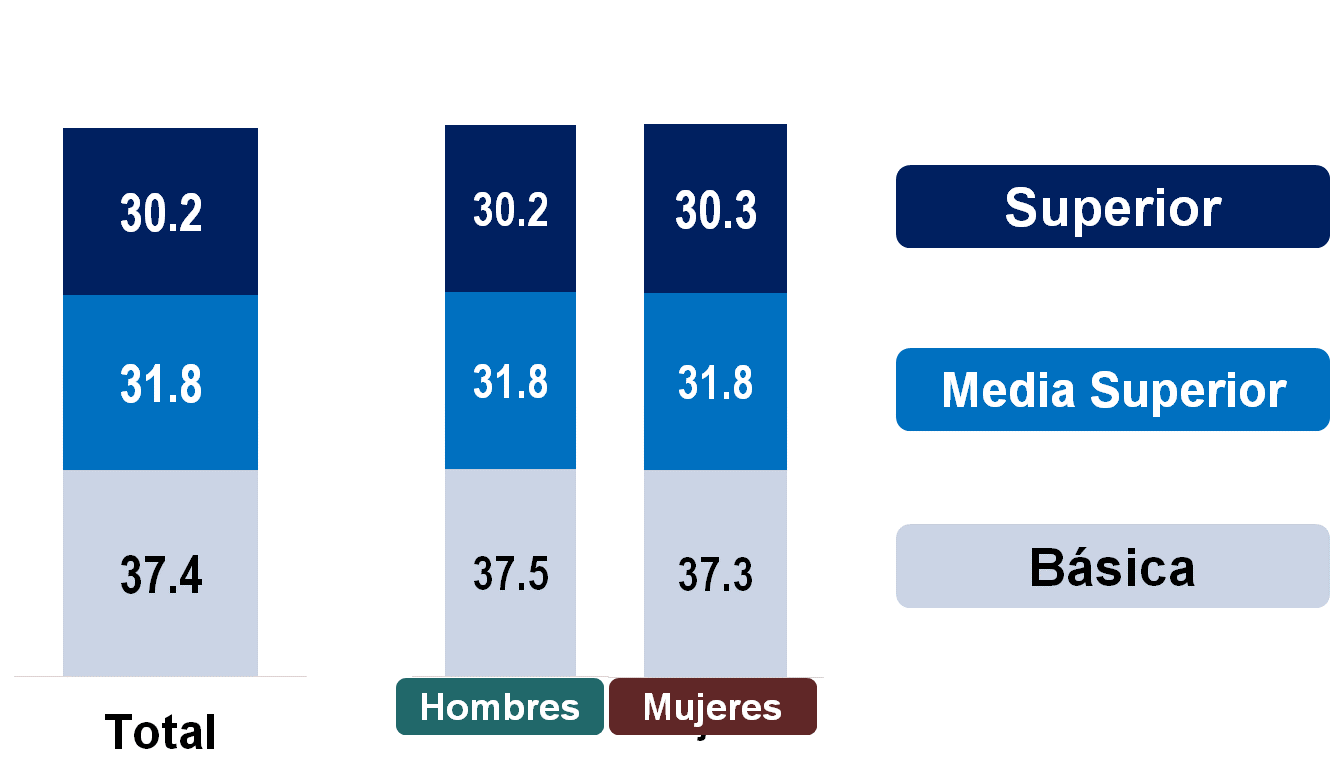 30.2
30.2
30.3
Superior
31.8
31.8
31.8
Media Superior
37.4
37.5
37.3
Básica
Hombres
Mujeres
Total